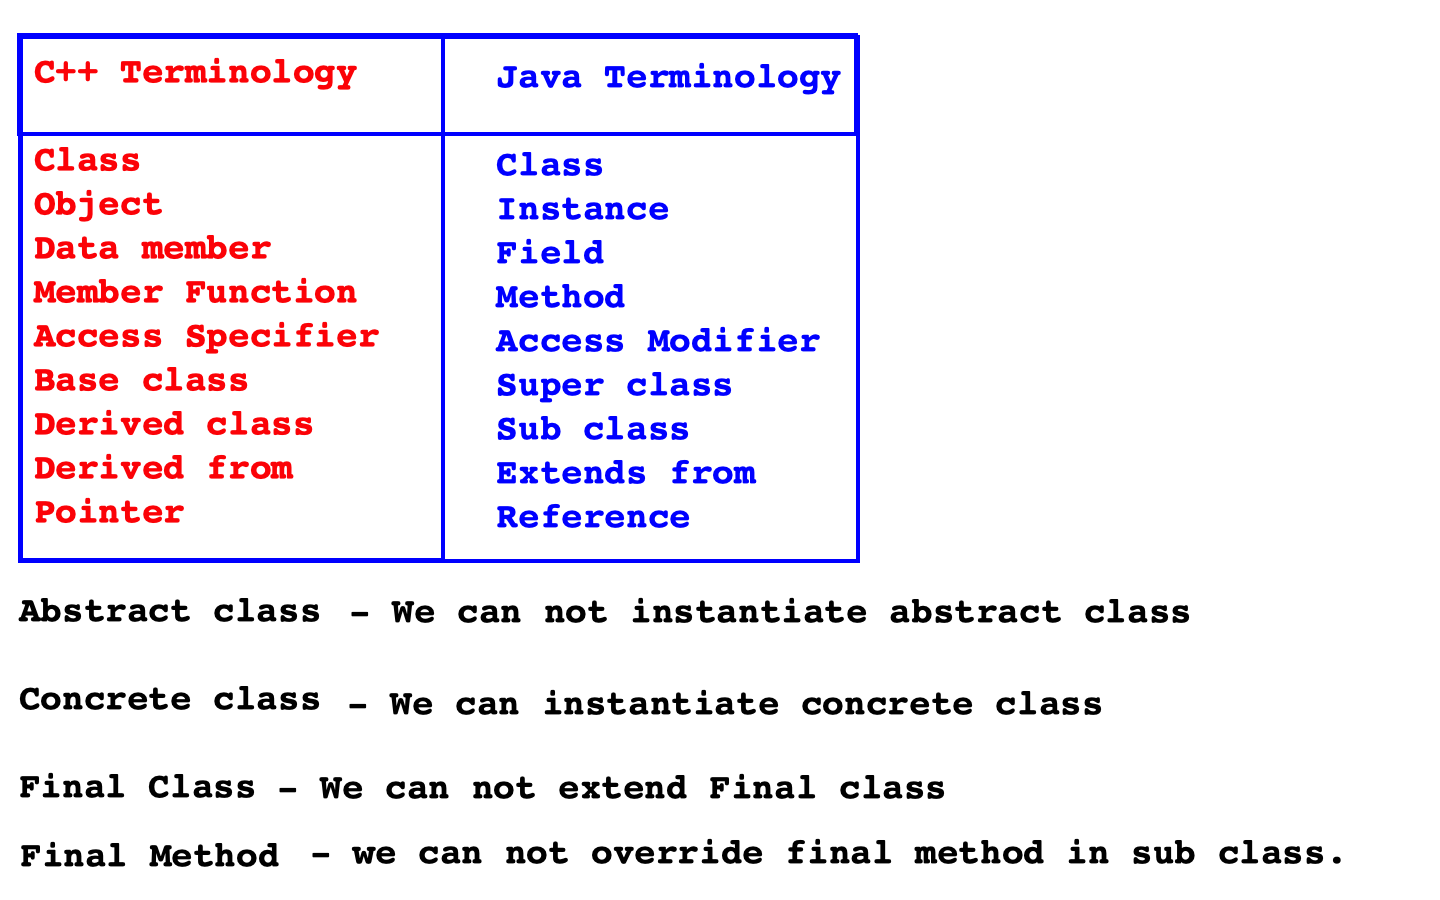 C++ Terminology Java Terminology
Class Class
Object Instance
Data member Field
Member Function Method
Access Specifier Access Modifier
Base class Super class
Derived class Sub class
Derived from Extends from
Pointer Reference
Abstract class - We can not instantiate abstract class
Concrete class - We can instantiate concrete class
Final Class - We can not extend Final class
Final Method - we can not override final method in sub class.